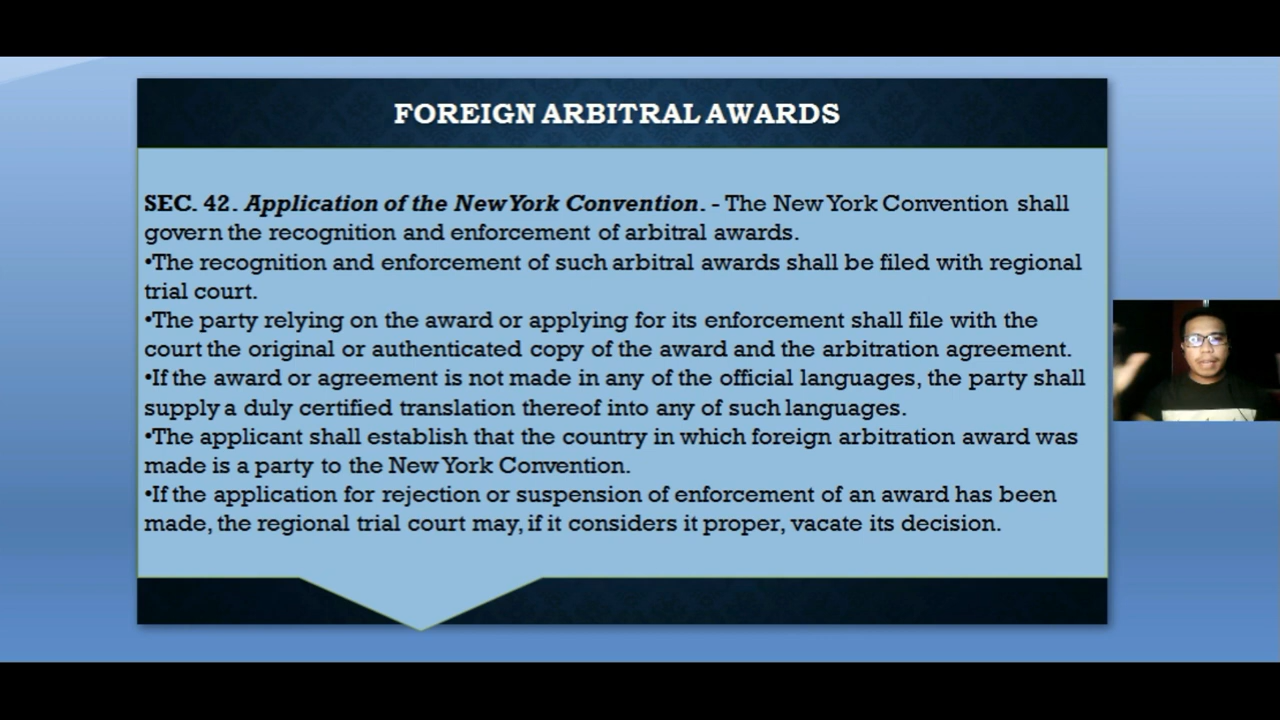 FOREIGN ARBITRAL AWARDS
SEC. 42. Application of the New York Convention. - The New York Convention shall
govern the recognition and enforcement of arbitral awards.
•The recognition and enforcement of such arbitral awards shall be filed with regional
trial court.
•The party relying on the award or applying for its enforcement shall file with the
court the original or authenticated copy of the award and the arbitration agreement.
•If the award or agreement is not made in any of the official languages, the party shall
supply a duly certified translation thereof into any of such languages.
•The applicant shall establish that the country in which foreign arbitration award was
made is a party to the New York Convention.
•If the application for rejection or suspension of enforcement of an award has been
made, the regional trial court may, if it considers it proper, vacate its decision.